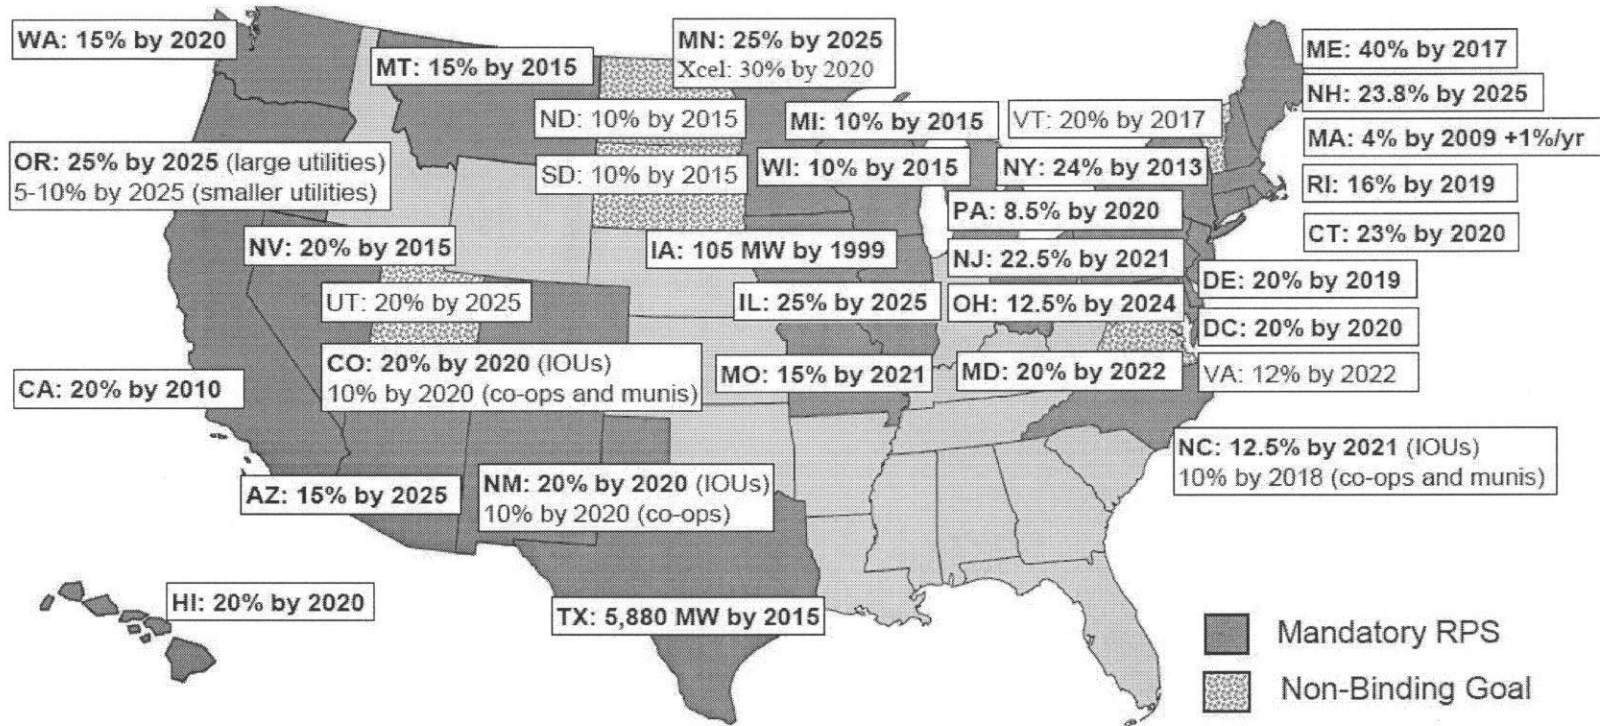 WA: 15% by 2020
MT: 15% by 2015
MN: 25% by 2025
Xcel: 30% by 2020
ME: 40% by 2017
NH: 23.8% by 2025
ND: 10% by 2015
MI: 10% by 2015
VT: 20% by 2017
MA: 4% by 2009 +1%/yr
OR: 25% by 2025 (large utilities)
5-10% by 2025 (smaller utilities)
SD: 10% by 2015
WI: 10% by 2015
NY: 24% by 2013
RI: 16% by 2019
PA: 8.5% by 2020
CT: 23% by 2020
NV: 20% by 2015
IA: 105 MW by 1999
NJ: 22.5% by 2021
DE: 20% by 2019
UT: 20% by 2025
IL: 25% by 2025
OH: 12.5% by 2024
DC: 20% by 2020
CO: 20% by 2020 (IOUs)
10% by 2020 (co-ops and munis)
MO: 15% by 2021
MD: 20% by 2022
VA: 12% by 2022
CA: 20% by 2010
NC: 12.5% by 2021 (IOUs)
10% by 2018 (co-ops and munis)
AZ: 15% by 2025
NM: 20% by 2020 (IOUs)
10% by 2020 (co-ops)
HI: 20% by 2020
TX: 5,880 MW by 2015
Mandatory RPS
Non-Binding Goal